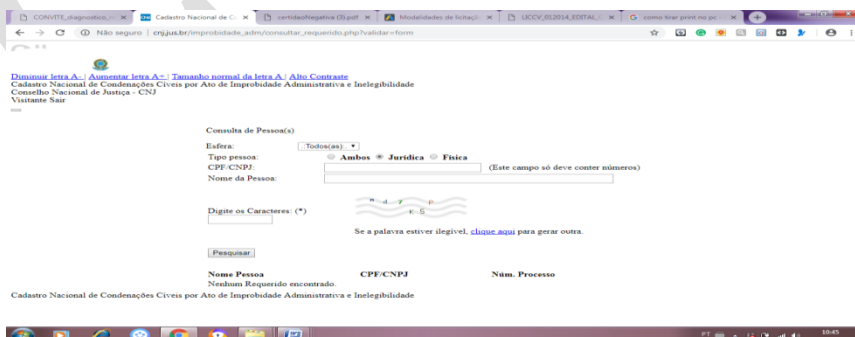 CONVITE_diagnostico_
Cadastro Nacional de C
certidaoNegativa (3).pdf
Modelidades de licitaç
LICCV_012014_EDITAL_
como tirar print no pc
Não seguro | cnj.jus.br/improbidade_adm/consultar_requerido.php?validar=form
Diminuir letra A- | Aumentar letra A+ | Tamanho normal da letra A | Alto Contraste
Cadastro Nacional de Condenações Cíveis por Ato de Improbidade Administrativa e Inelegibilidade
Conselho Nacional de Justiça - CNJ
Visitante Sair
Consulta de Pessoa(s)
Esfera: .:Todos(as):.
Tipo pessoa: Ambos Jurídica Física
CPF/CNPJ: (Este campo só deve conter números)
Nome da Pessoa:
Digite os Caracteres: (*)
Se a palavra estiver ilegível, clique aqui para gerar outra.
Pesquisar
Nome Pessoa CPF/CNPJ Núm. Processo
Nenhum Requerido encontrado.
Cadastro Nacional de Condenações Cíveis por Ato de Improbidade Administrativa e Inelegibilidade
PT 10:45